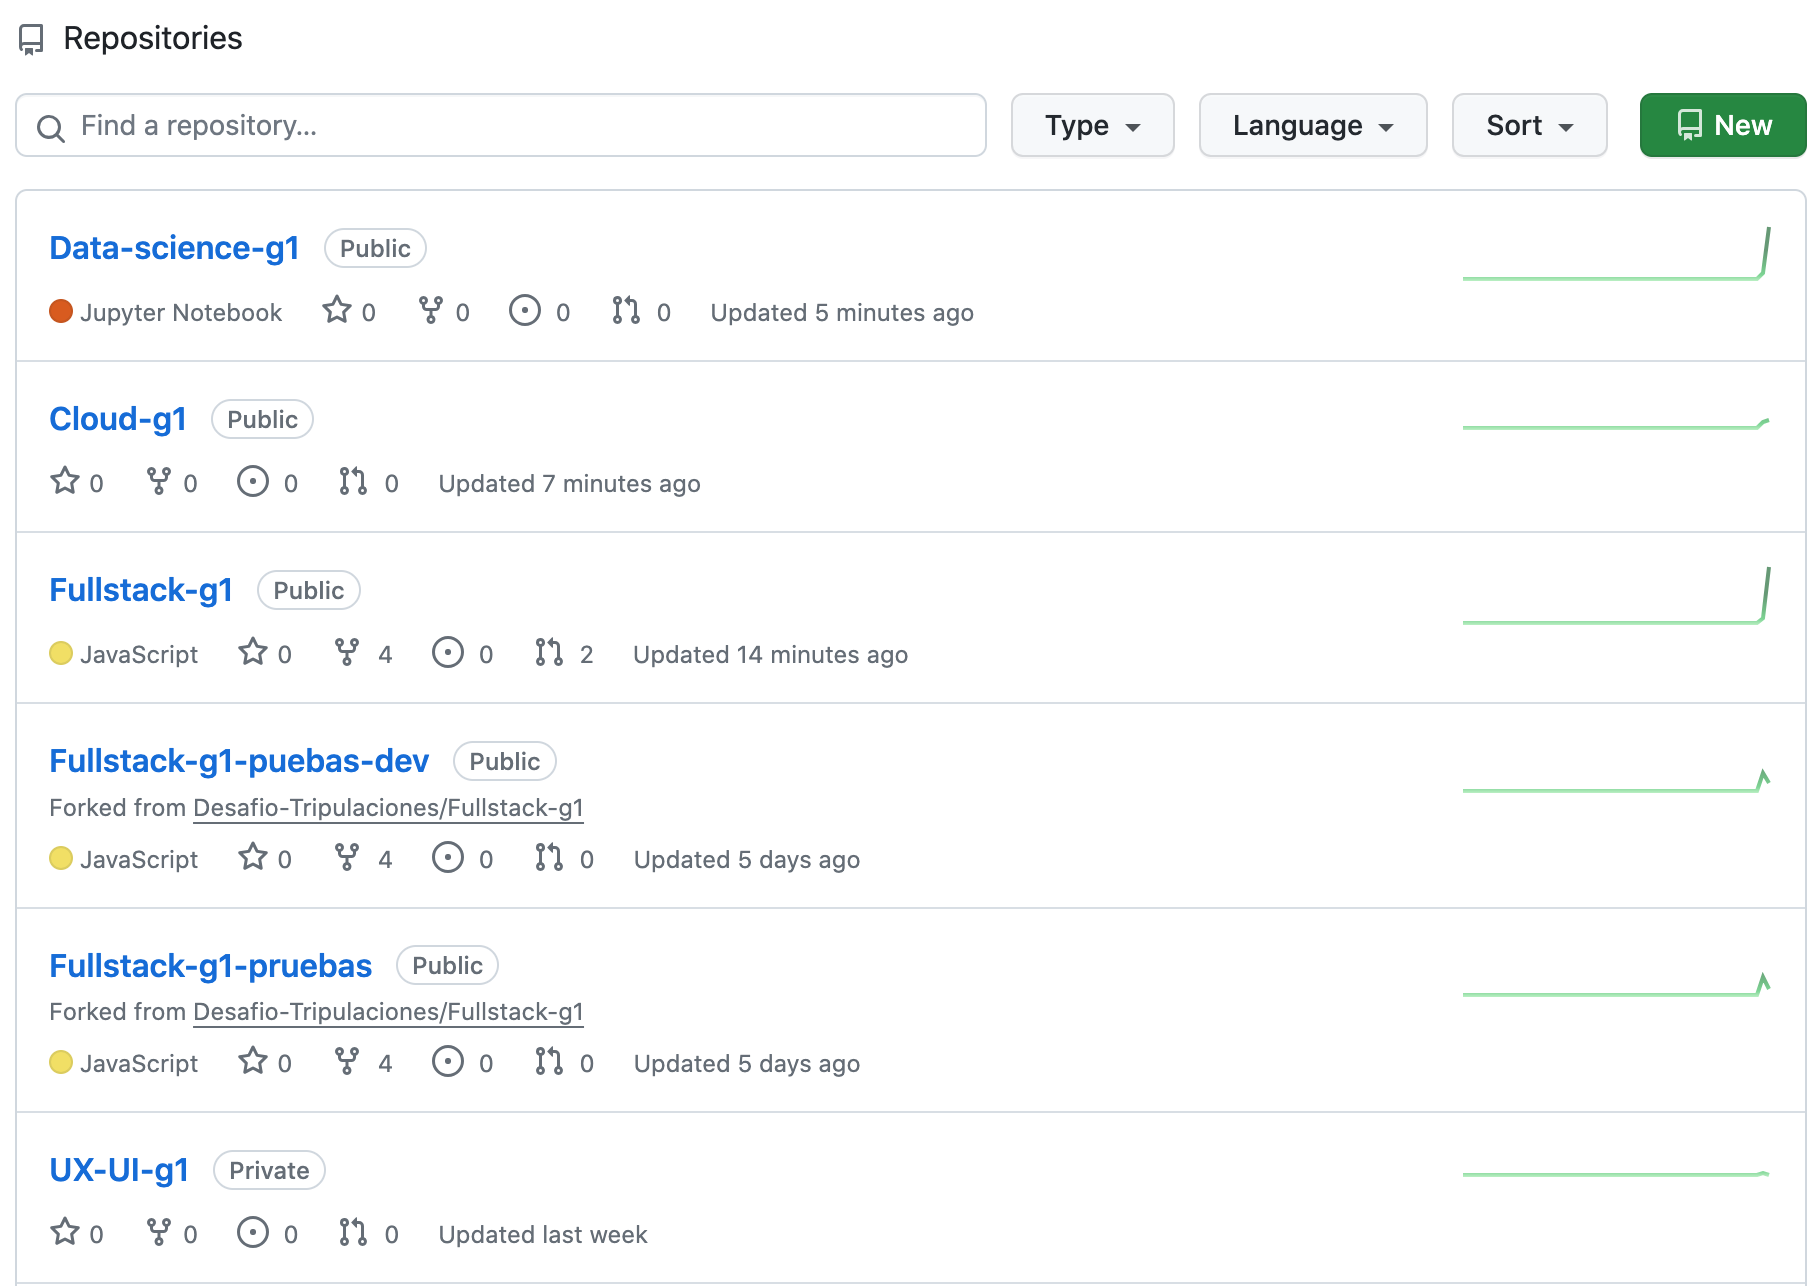 Repositories
Find a repository...
Type
Language
Sort
New
Data-science-g1 Public
Jupyter Notebook 0 0 0 0 Updated 5 minutes ago
Cloud-g1 Public
0 0 0 0 Updated 7 minutes ago
Fullstack-g1 Public
JavaScript 0 4 0 2 Updated 14 minutes ago
Fullstack-g1-puebas-dev Public
Forked from Desafio-Tripulaciones/Fullstack-g1
JavaScript 0 4 0 0 Updated 5 days ago
Fullstack-g1-pruebas Public
Forked from Desafio-Tripulaciones/Fullstack-g1
JavaScript 0 4 0 0 Updated 5 days ago
UX-UI-g1 Private
0 0 0 0 Updated last week